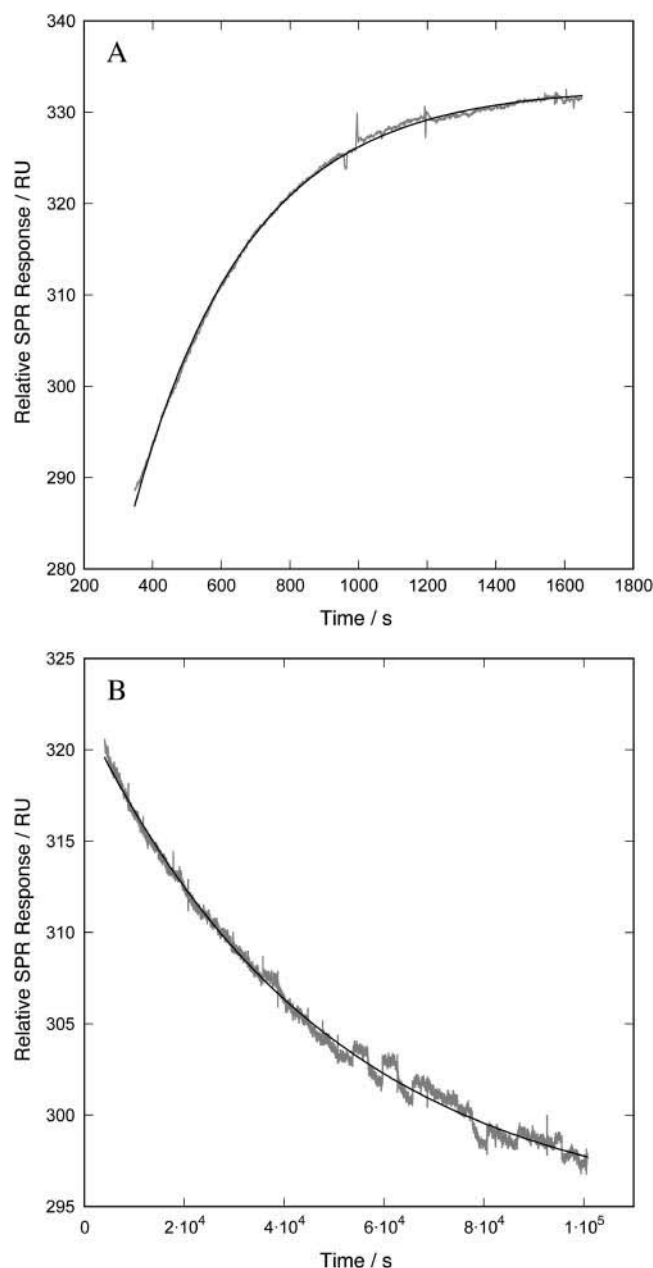 A
340
330
320
310
300
290
280
Relative SPR Response / RU
200 400 600 800 1000 1200 1400 1600 1800
Time / s
B
325
320
315
310
305
300
295
Relative SPR Response / RU
0 2·10⁴ 4·10⁴ 6·10⁴ 8·10⁴ 1·10⁵
Time / s